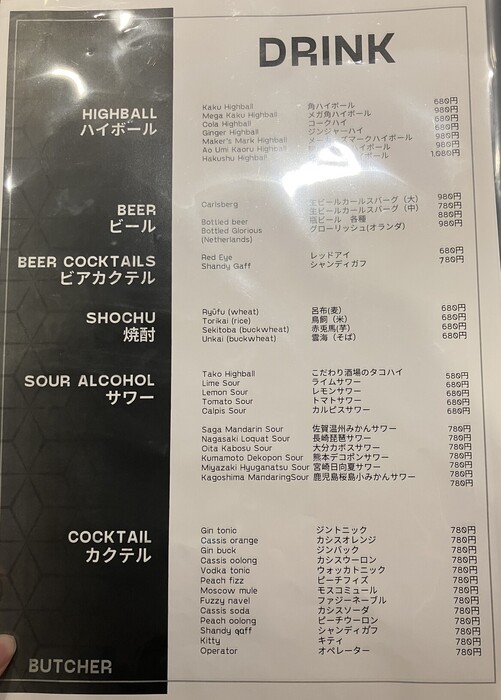 DRINK
HIGHBALL
ハイボール
Kaku Highball 角ハイボール 680円
Mega Kaku Highball メガ角ハイボール 980円
Cola Highball コークハイ 680円
Ginger Highball ジンジャーハイ 680円
Maker's Mark Highball マークハイボール 980円
Ao Umi Kaoru Highball ハイボール 980円
Hakushu Highball ボール 1,080円
BEER
ビール
Carlsberg 生ビールカールスバーグ（大） 980円
生ビールカールスバーグ（中） 780円
Bottled beer 瓶ビール 各種 880円
Bottled Glorious グローリッシュ(オランダ) 980円
(Netherlands)
BEER COCKTAILS
ビアカクテル
Red Eye レッドアイ 680円
Shandy Gaff シャンディガフ 780円
SHOCHU
焼酎
Ryūfu (wheat) 呂布(麦) 680円
Torikai (rice) 鳥飼（米） 680円
Sekitoba (buckwheat) 赤兎馬(芋) 680円
Unkai (buckwheat) 雲海（そば） 680円
SOUR ALCOHOL
サワー
Tako Highball こだわり酒場のタコハイ 580円
Lime Sour ライムサワー 680円
Lemon Sour レモンサワー 680円
Tomato Sour トマトサワー 680円
Calpis Sour カルピスサワー 680円
Saga Mandarin Sour 佐賀温州みかんサワー 780円
Nagasaki Loquat Sour 長崎琵琶サワー 780円
Oita Kabosu Sour 大分カボスサワー 780円
Kumamoto Dekopon Sour 熊本デコポンサワー 780円
Miyazaki Hyuganatsu Sour 宮崎日向夏サワー 780円
Kagoshima MandaringSour 鹿児島桜島小みかんサワー 780円
780円
COCKTAIL
カクテル
Gin tonic ジントニック 780円
Cassis orange カシスオレンジ 780円
Gin buck ジンバック 780円
Cassis oolong カシスウーロン 780円
Vodka tonic ウォッカトニック 780円
Peach fizz ピーチフィズ 780円
Moscow mule モスコミュール 780円
Fuzzy navel ファジーネーブル 780円
Cassis soda カシスソーダ 780円
Peach oolong ピーチウーロン 780円
Shandy gaff シャンディガフ 780円
Kitty キティ 780円
Operator オペレーター 780円
BUTCHER